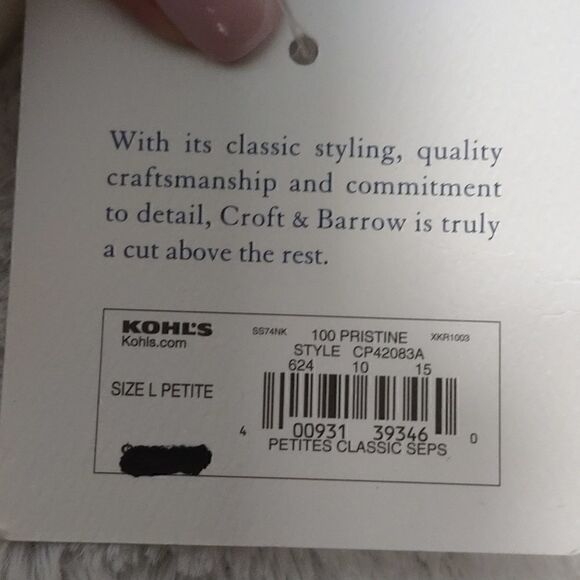 With its classic styling, quality
craftsmanship and commitment
to detail, Croft & Barrow is truly
a cut above the rest.
KOHL'S
Kohls.com
SS74NK 100 PRISTINE XKR1003
STYLE CP42083A
624 10 15
SIZE L PETITE
4 00931 39346 0
PETITES CLASSIC SEPS